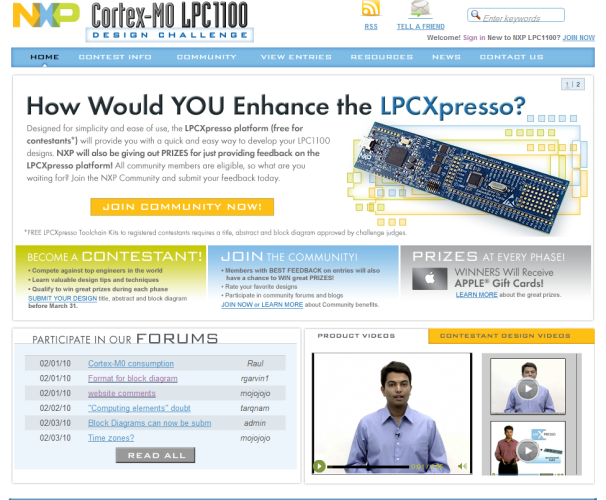 NXP
Cortex-M0 LPC1100
DESIGN CHALLENGE
RSS
TELL A FRIEND
Enter keywords
Welcome! Sign in New to NXP LPC1100? JOIN NOW
HOME CONTEST INFO COMMUNITY VIEW ENTRIES RESOURCES NEWS CONTACT US
1 | 2
How Would YOU Enhance the LPCXpresso?
Designed for simplicity and ease of use, the LPCXpresso platform (free for
contestants*) will provide you with a quick and easy way to develop your LPC1100
designs. NXP will also be giving out PRIZES for just providing feedback on the
LPCXpresso platform! All community members are eligible, so what are you
waiting for? Join the NXP Community and submit your feedback today.
JOIN COMMUNITY NOW!
*FREE LPCXpresso Toolchain Kits to registered contestants requires a title, abstract and block diagram approved by challenge judges.
BECOME A CONTESTANT!
• Compete against top engineers in the world
• Learn valuable design tips and techniques
• Qualify to win great prizes during each phase
SUBMIT YOUR DESIGN title, abstract and block diagram
before March 31.
JOIN THE COMMUNITY!
• Members with BEST FEEDBACK on entries will also
have a chance to WIN great PRIZES!
• Rate your favorite designs
• Participate in community forums and blogs
JOIN NOW or LEARN MORE about Community benefits.
PRIZES AT EVERY PHASE!
WINNERS Will Receive
APPLE® Gift Cards!
LEARN MORE about the great prizes.
PARTICIPATE IN OUR FORUMS
02/01/10 Cortex-M0 consumption Raul
02/01/10 Format for block diagram rgarvin1
02/01/10 website comments mojojojo
02/02/10 "Computing elements" doubt tarqnam
02/03/10 Block Diagrams can now be subm admin
02/03/10 Time zones? mojojojo
READ ALL
PRODUCT VIDEOS
CONTESTANT DESIGN VIDEOS